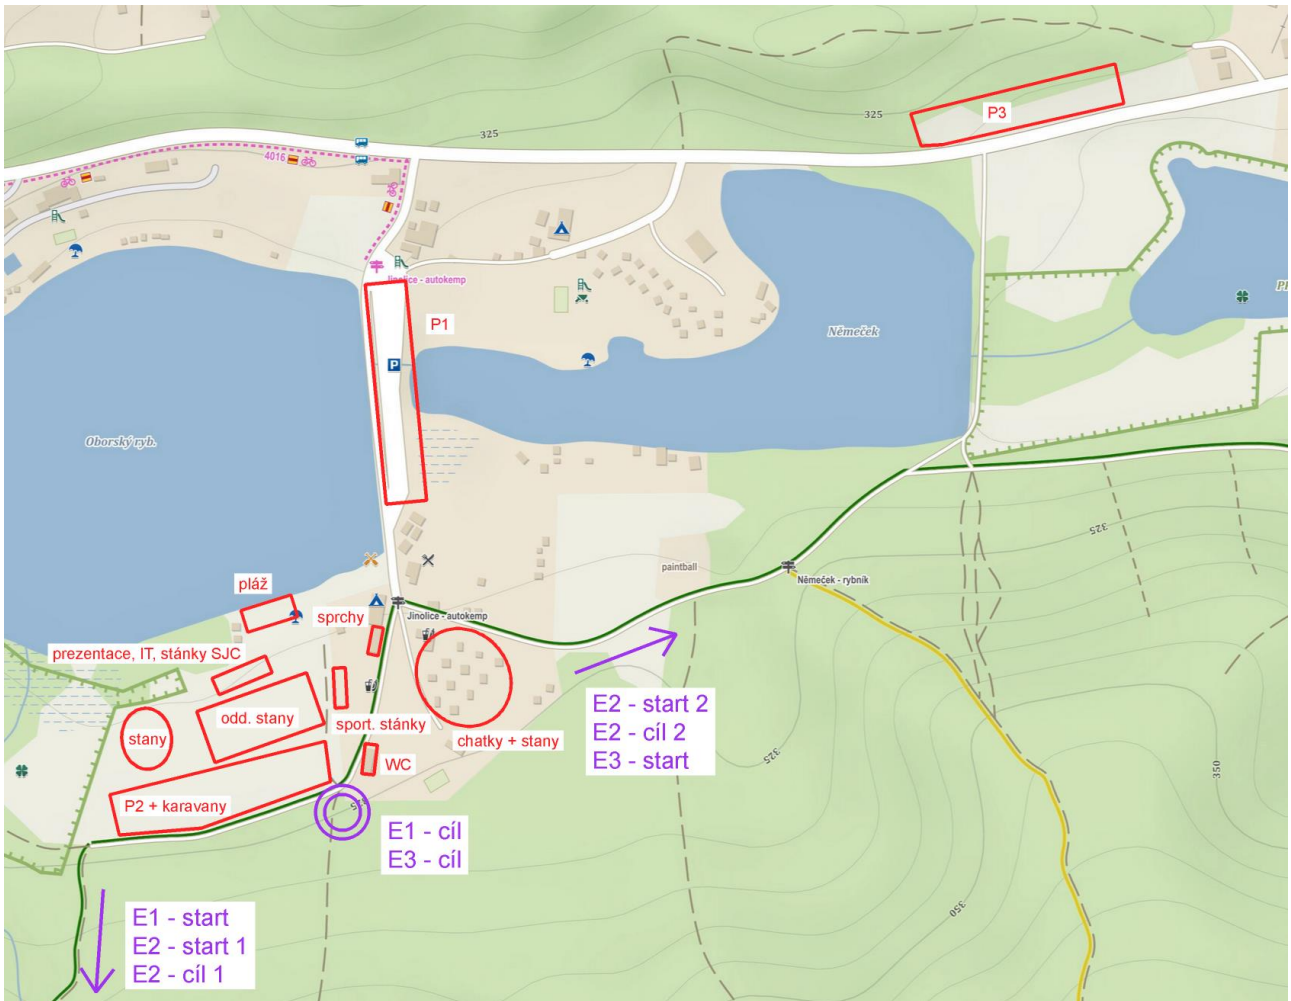 325
P3
325
4016
Jinolice - autokemp
P1
P
Němeček
Oborský ryb.
325
paintball
Němeček - rybník
pláž
sprchy
Jinolice - autokemp
prezentace, IT, stánky SJC
E2 - start 2
E2 - cíl 2
E3 - start
odd. stany
sport. stánky
stany
chatky + stany
325
350
WC
P2 + karavany
E1 - cíl
E3 - cíl
350
E1 - start
E2 - start 1
E2 - cíl 1